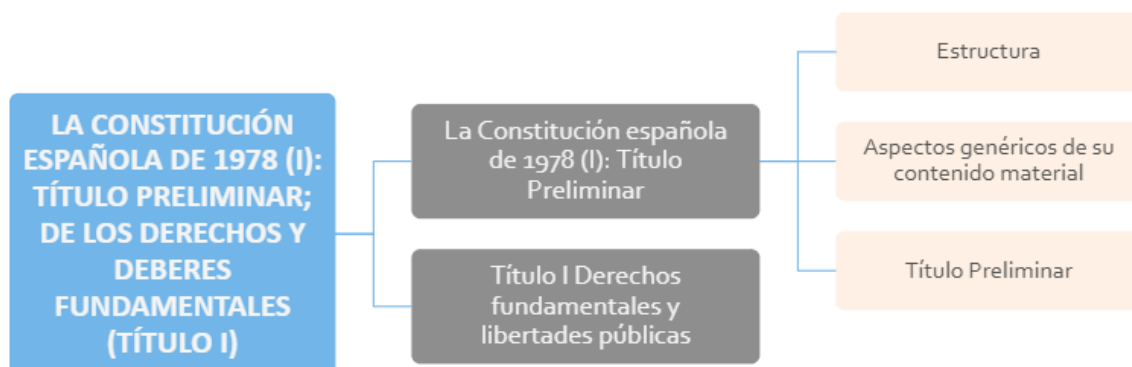 LA CONSTITUCIÓN
ESPAÑOLA DE 1978 (I):
TÍTULO PRELIMINAR;
DE LOS DERECHOS Y
DEBERES
FUNDAMENTALES
(TÍTULO I)
La Constitución española
de 1978 (I): Título
Preliminar
Título I Derechos
fundamentales y
libertades públicas
Estructura
Aspectos genéricos de su
contenido material
Título Preliminar